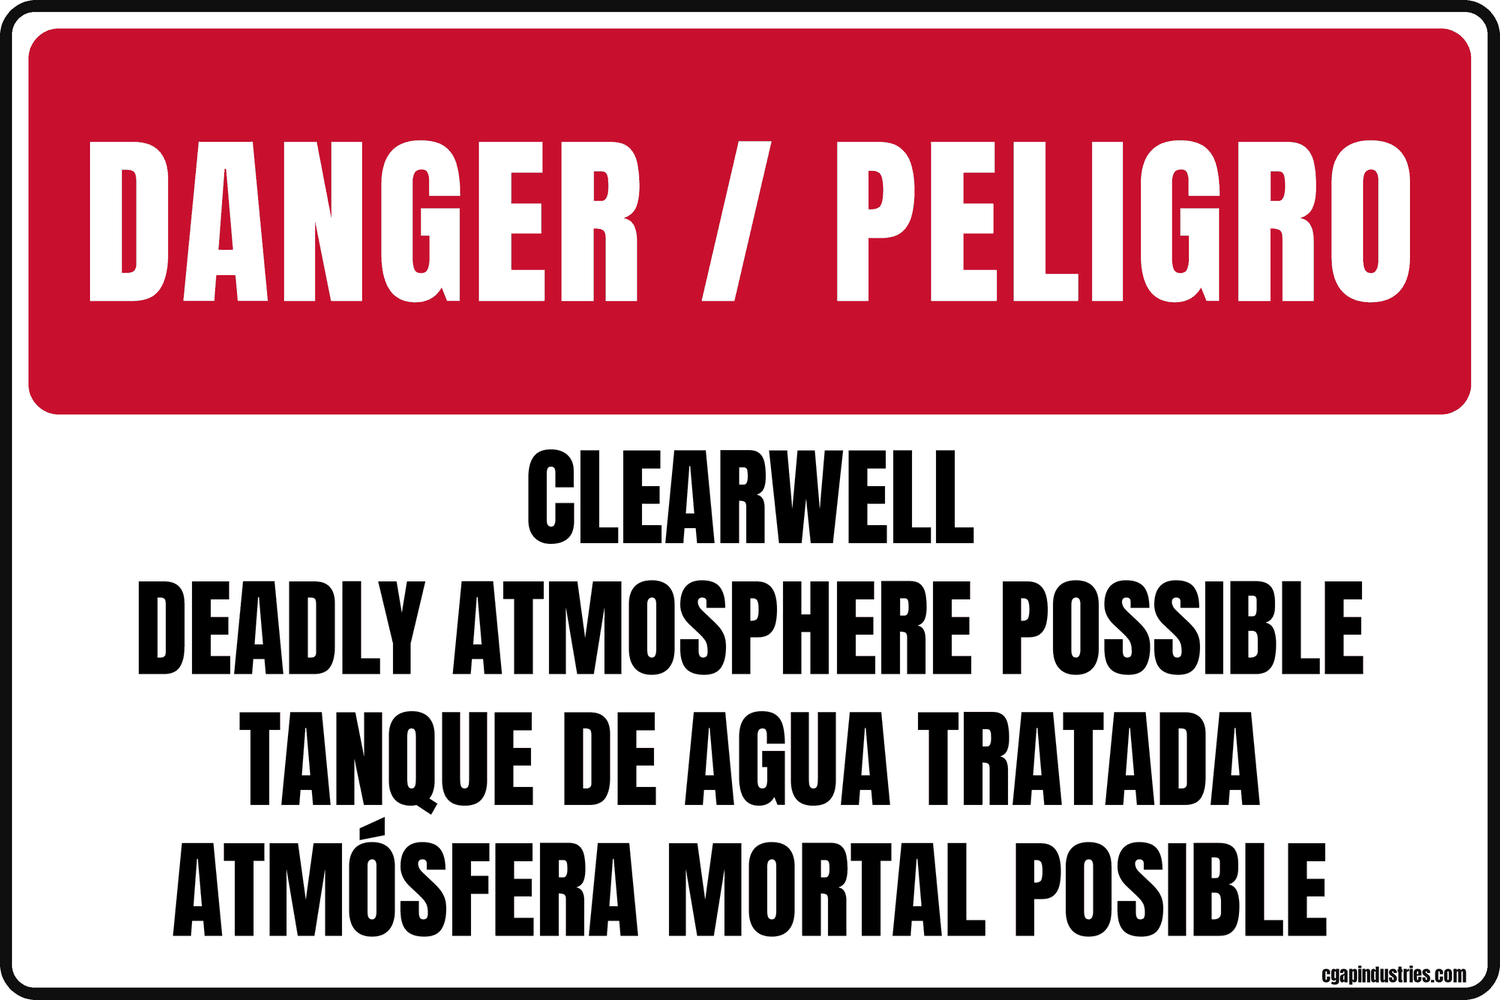 DANGER / PELIGRO
CLEARWELL
DEADLY ATMOSPHERE POSSIBLE
TANQUE DE AGUA TRATADA
ATMÓSFERA MORTAL POSIBLE
cgapindustries.com